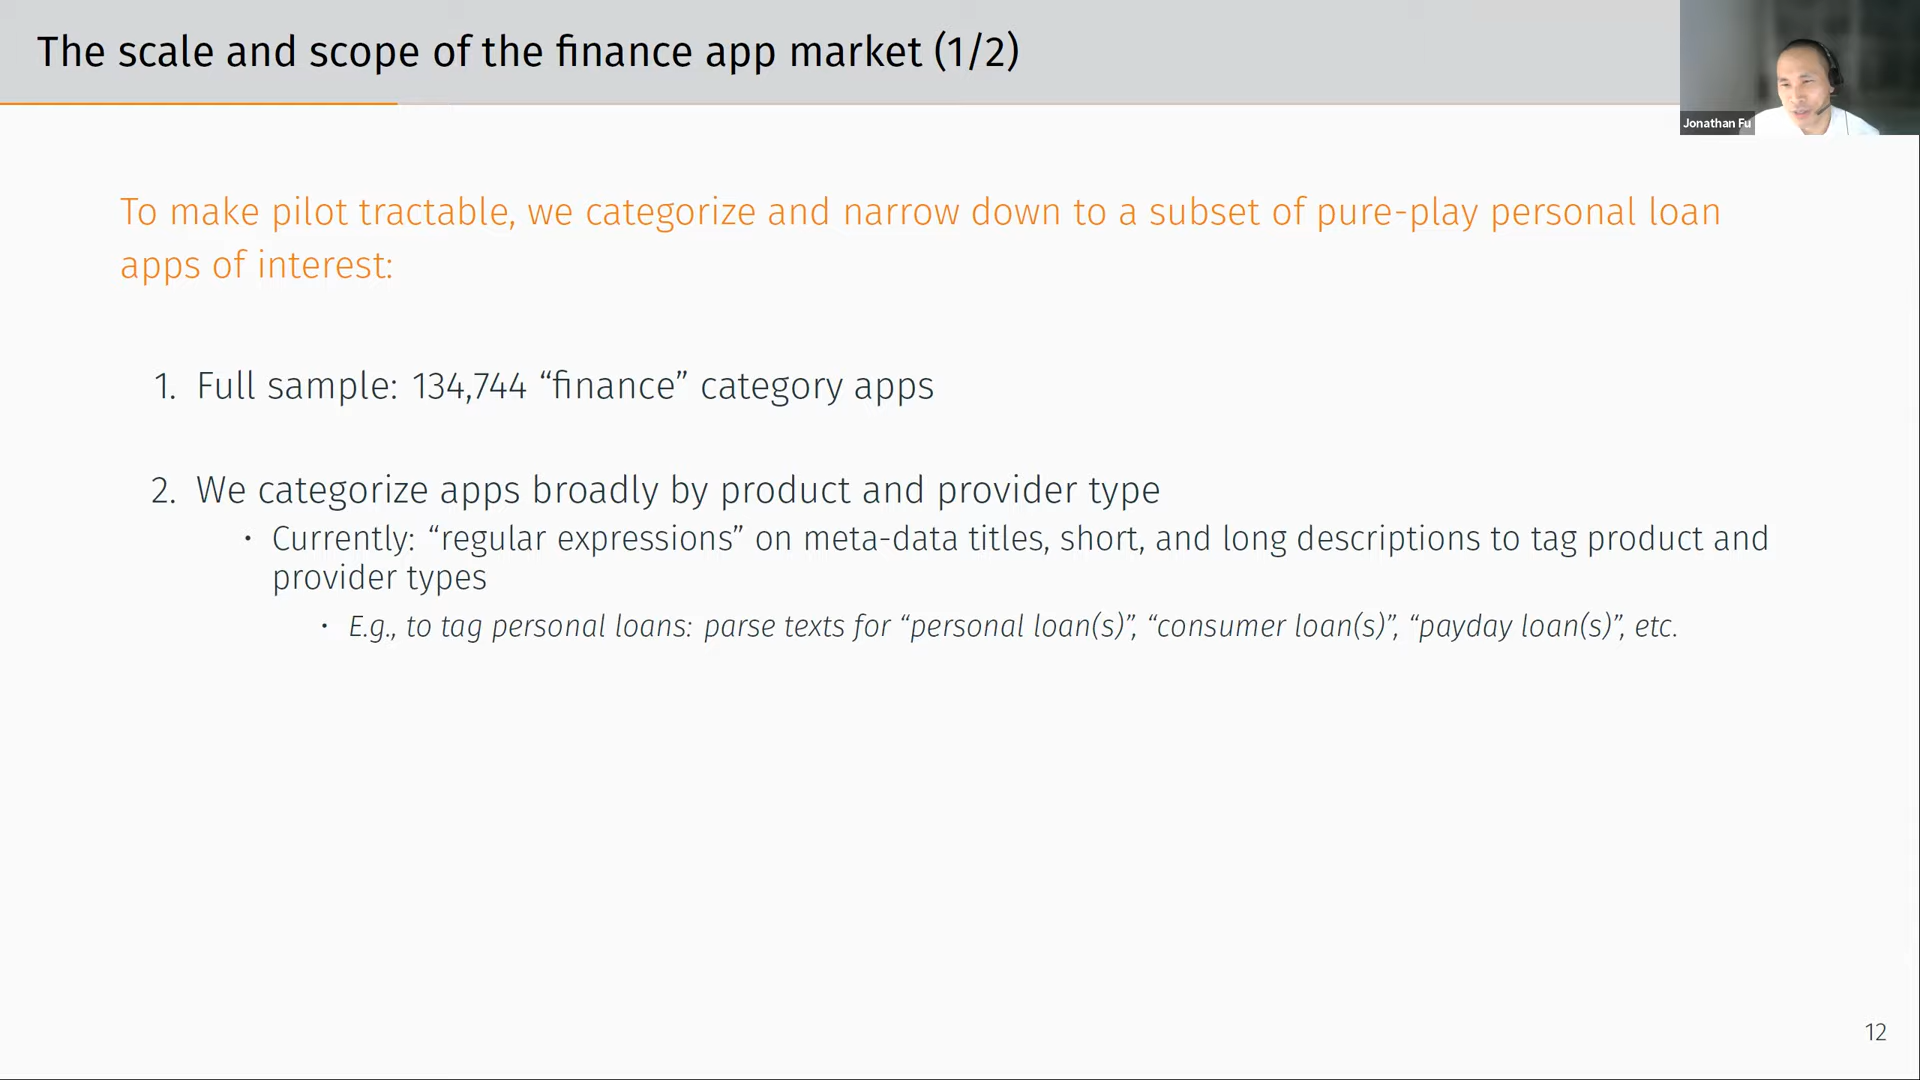 The scale and scope of the finance app market (1/2)
Jonathan Fu
To make pilot tractable, we categorize and narrow down to a subset of pure-play personal loan
apps of interest:
1. Full sample: 134,744 “finance” category apps
2. We categorize apps broadly by product and provider type
• Currently: “regular expressions” on meta-data titles, short, and long descriptions to tag product and
provider types
• E.g., to tag personal loans: parse texts for “personal loan(s)”, “consumer loan(s)”, “payday loan(s)”, etc.
12